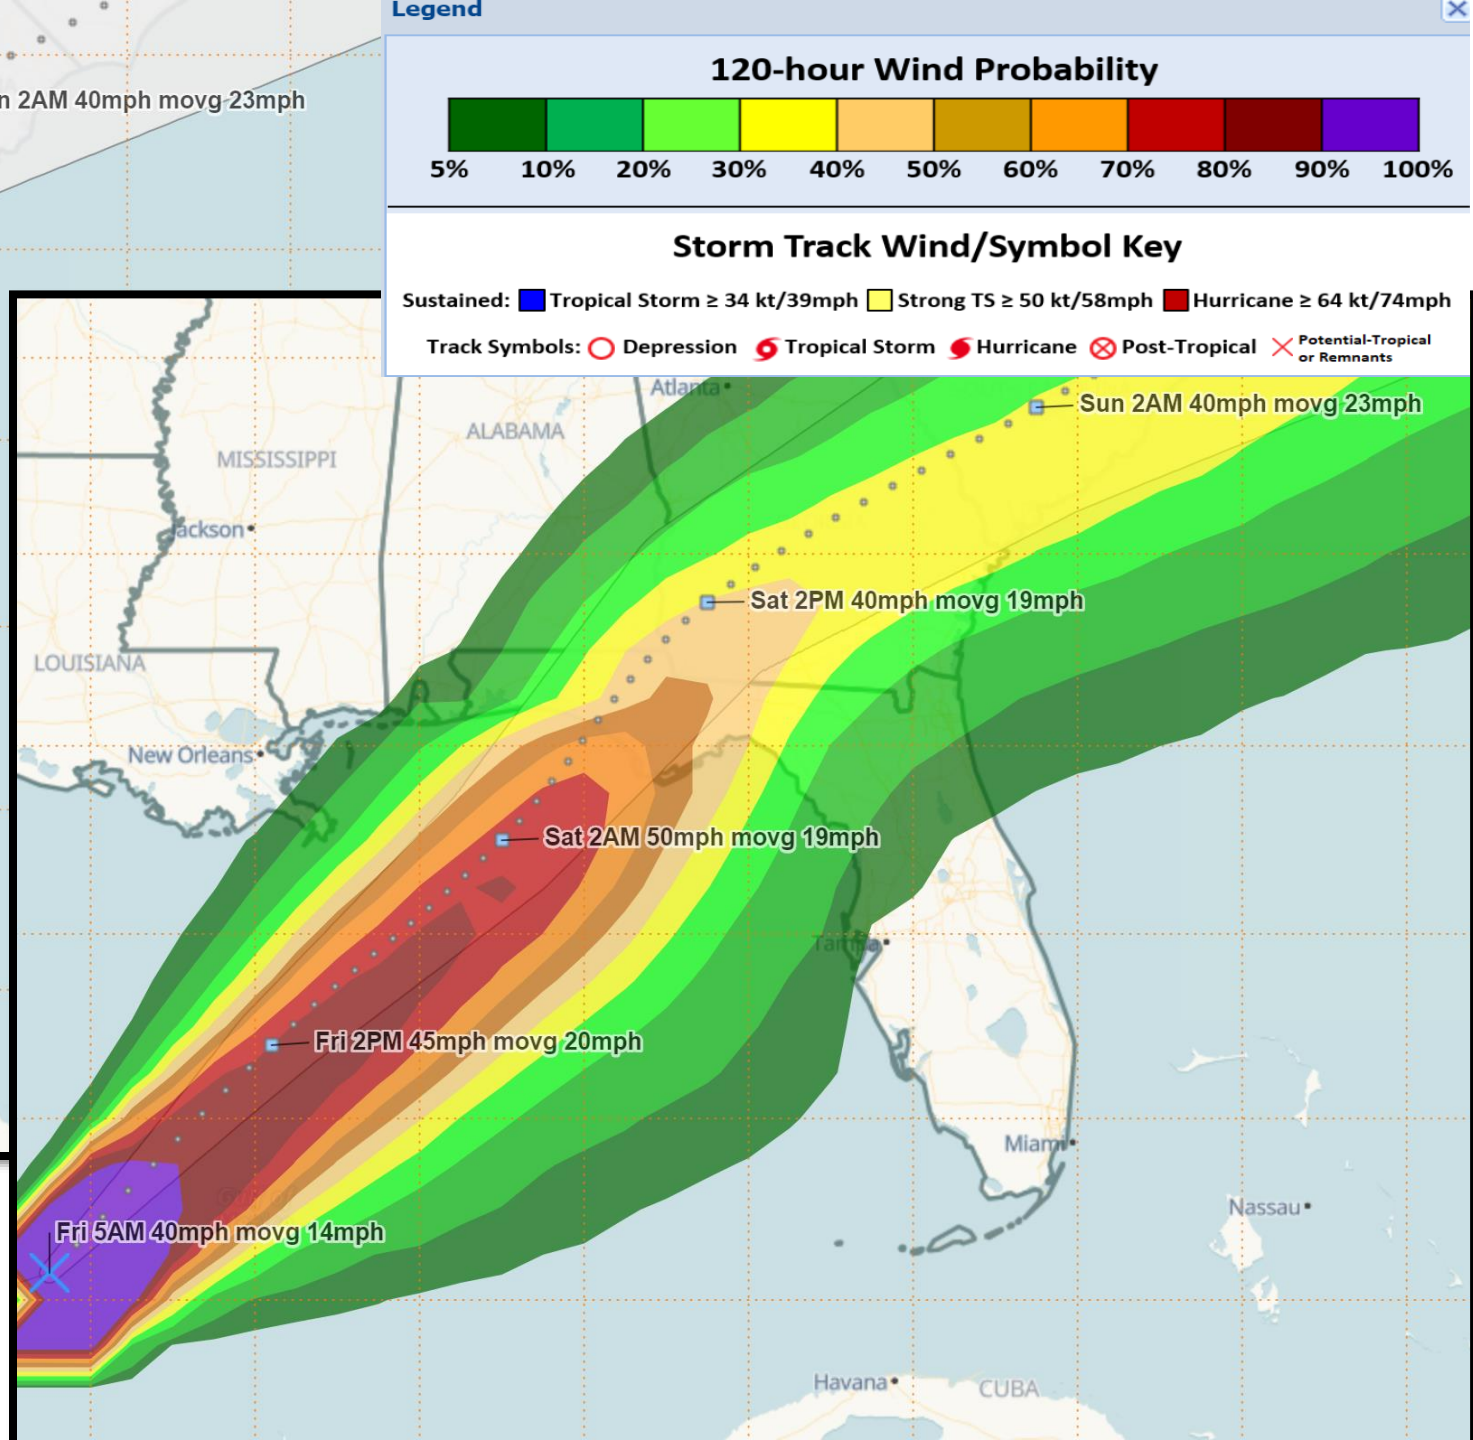 Legend
120-hour Wind Probability
5% 10% 20% 30% 40% 50% 60% 70% 80% 90% 100%
Storm Track Wind/Symbol Key
Sustained: Tropical Storm ≥ 34 kt/39mph Strong TS ≥ 50 kt/58mph Hurricane ≥ 64 kt/74mph
Track Symbols: Depression Tropical Storm Hurricane Post-Tropical Potential-Tropical
or Remnants
n 2AM 40mph movg 23mph
Atlanta
Sun 2AM 40mph movg 23mph
ALABAMA
MISSISSIPPI
Jackson
Sat 2PM 40mph movg 19mph
LOUISIANA
New Orleans
Sat 2AM 50mph movg 19mph
Tampa
Fri 2PM 45mph movg 20mph
Miami
Nassau
Fri 5AM 40mph movg 14mph
Havana
CUBA